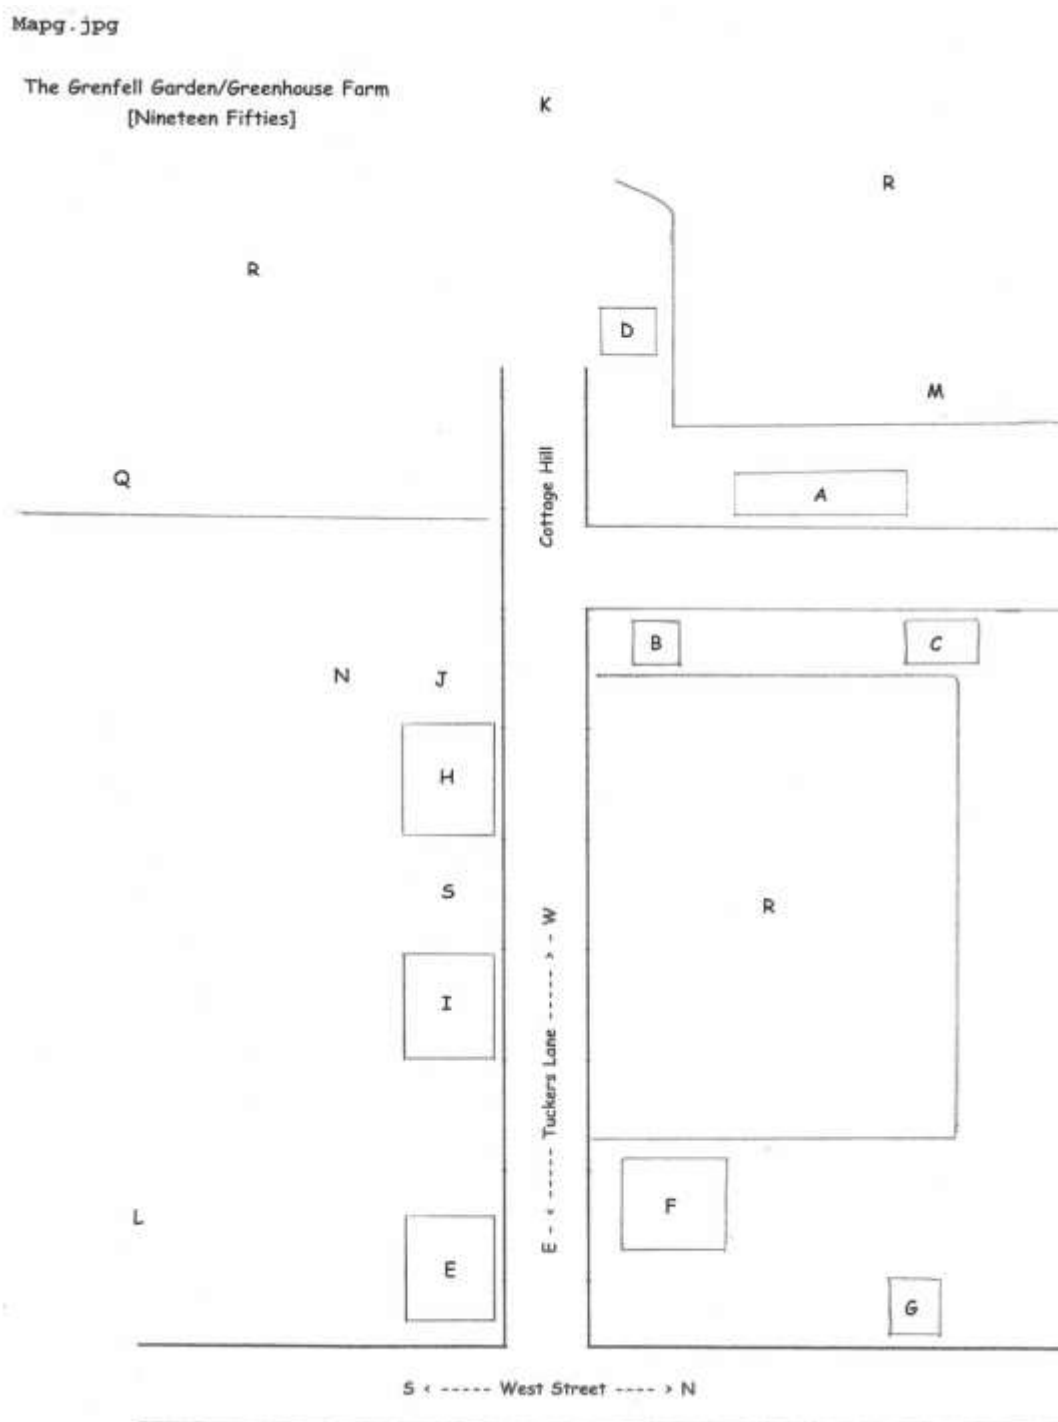 Mapg.jpg
The Grenfell Garden/Greenhouse Farm
[Nineteen Fifties]
K
R
R
D
M
Q
A
Cottage Hill
B
C
N
J
H
S
R
I
E - < ------ Tuckers Lane ------ > - W
F
L
E
G
S < ----- West Street ---- > N